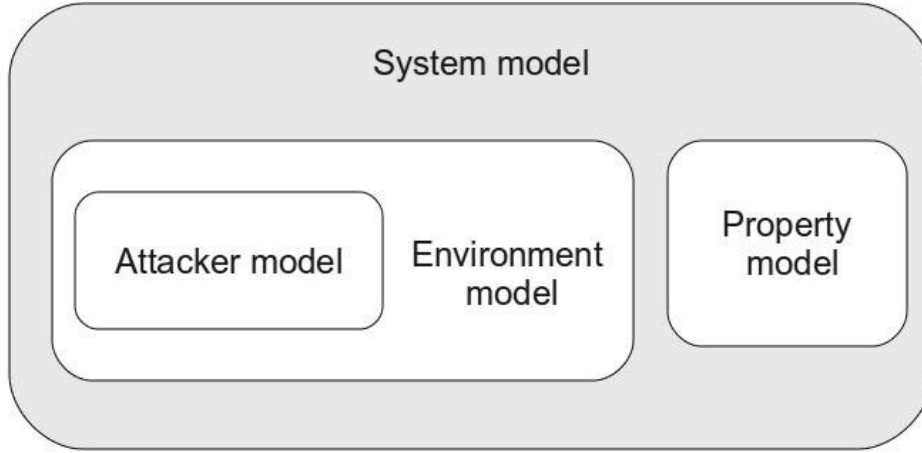 System model
Attacker model
Environment
model
Property
model